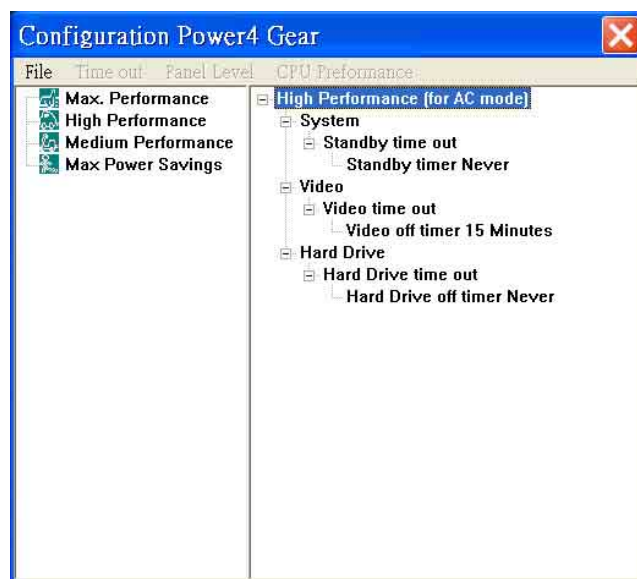 Configuration Power4 Gear
File Time out Panel Level CPU Preformance
Max. Performance
High Performance
Medium Performance
Max Power Savings
High Performance (for AC mode)
System
Standby time out
Standby timer Never
Video
Video time out
Video off timer 15 Minutes
Hard Drive
Hard Drive time out
Hard Drive off timer Never